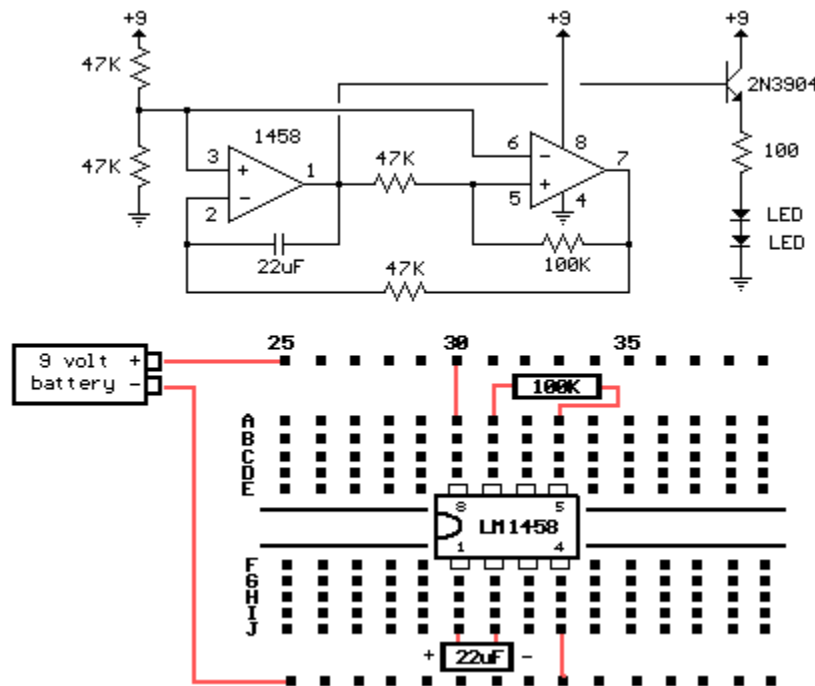 +9 +9 +9
47K
2N3904
1458
6 8
47K 3 + 1 47K - 7 100
2 - 5 + 4
LED
22uF 100K LED
47K
25 30 35
9 volt +
battery -
100K
A
B
C
D
E
8 5
LM1458
1 4
F
G
H
I
J
+ 22uF -